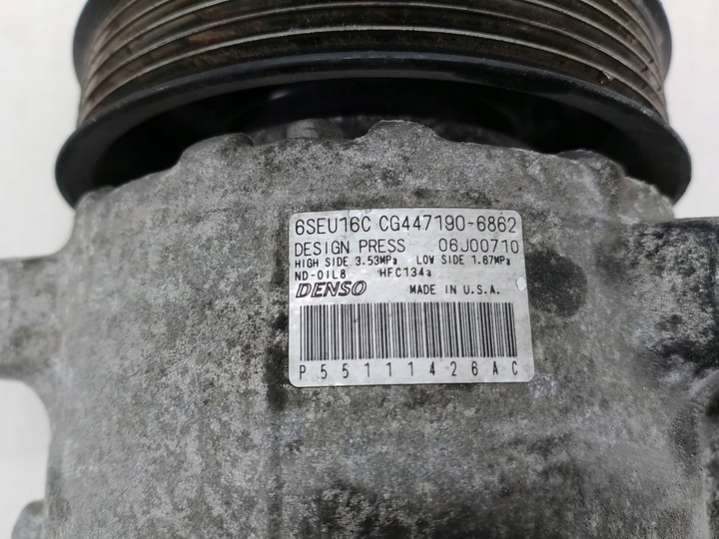 6SEU16C CG447190-6862
DESIGN PRESS 06J00710
HIGH SIDE 3.53MPa LOW SIDE 1.67MPa
ND-OIL8 HFC134a
DENSO MADE IN U.S.A.
P55111426AC